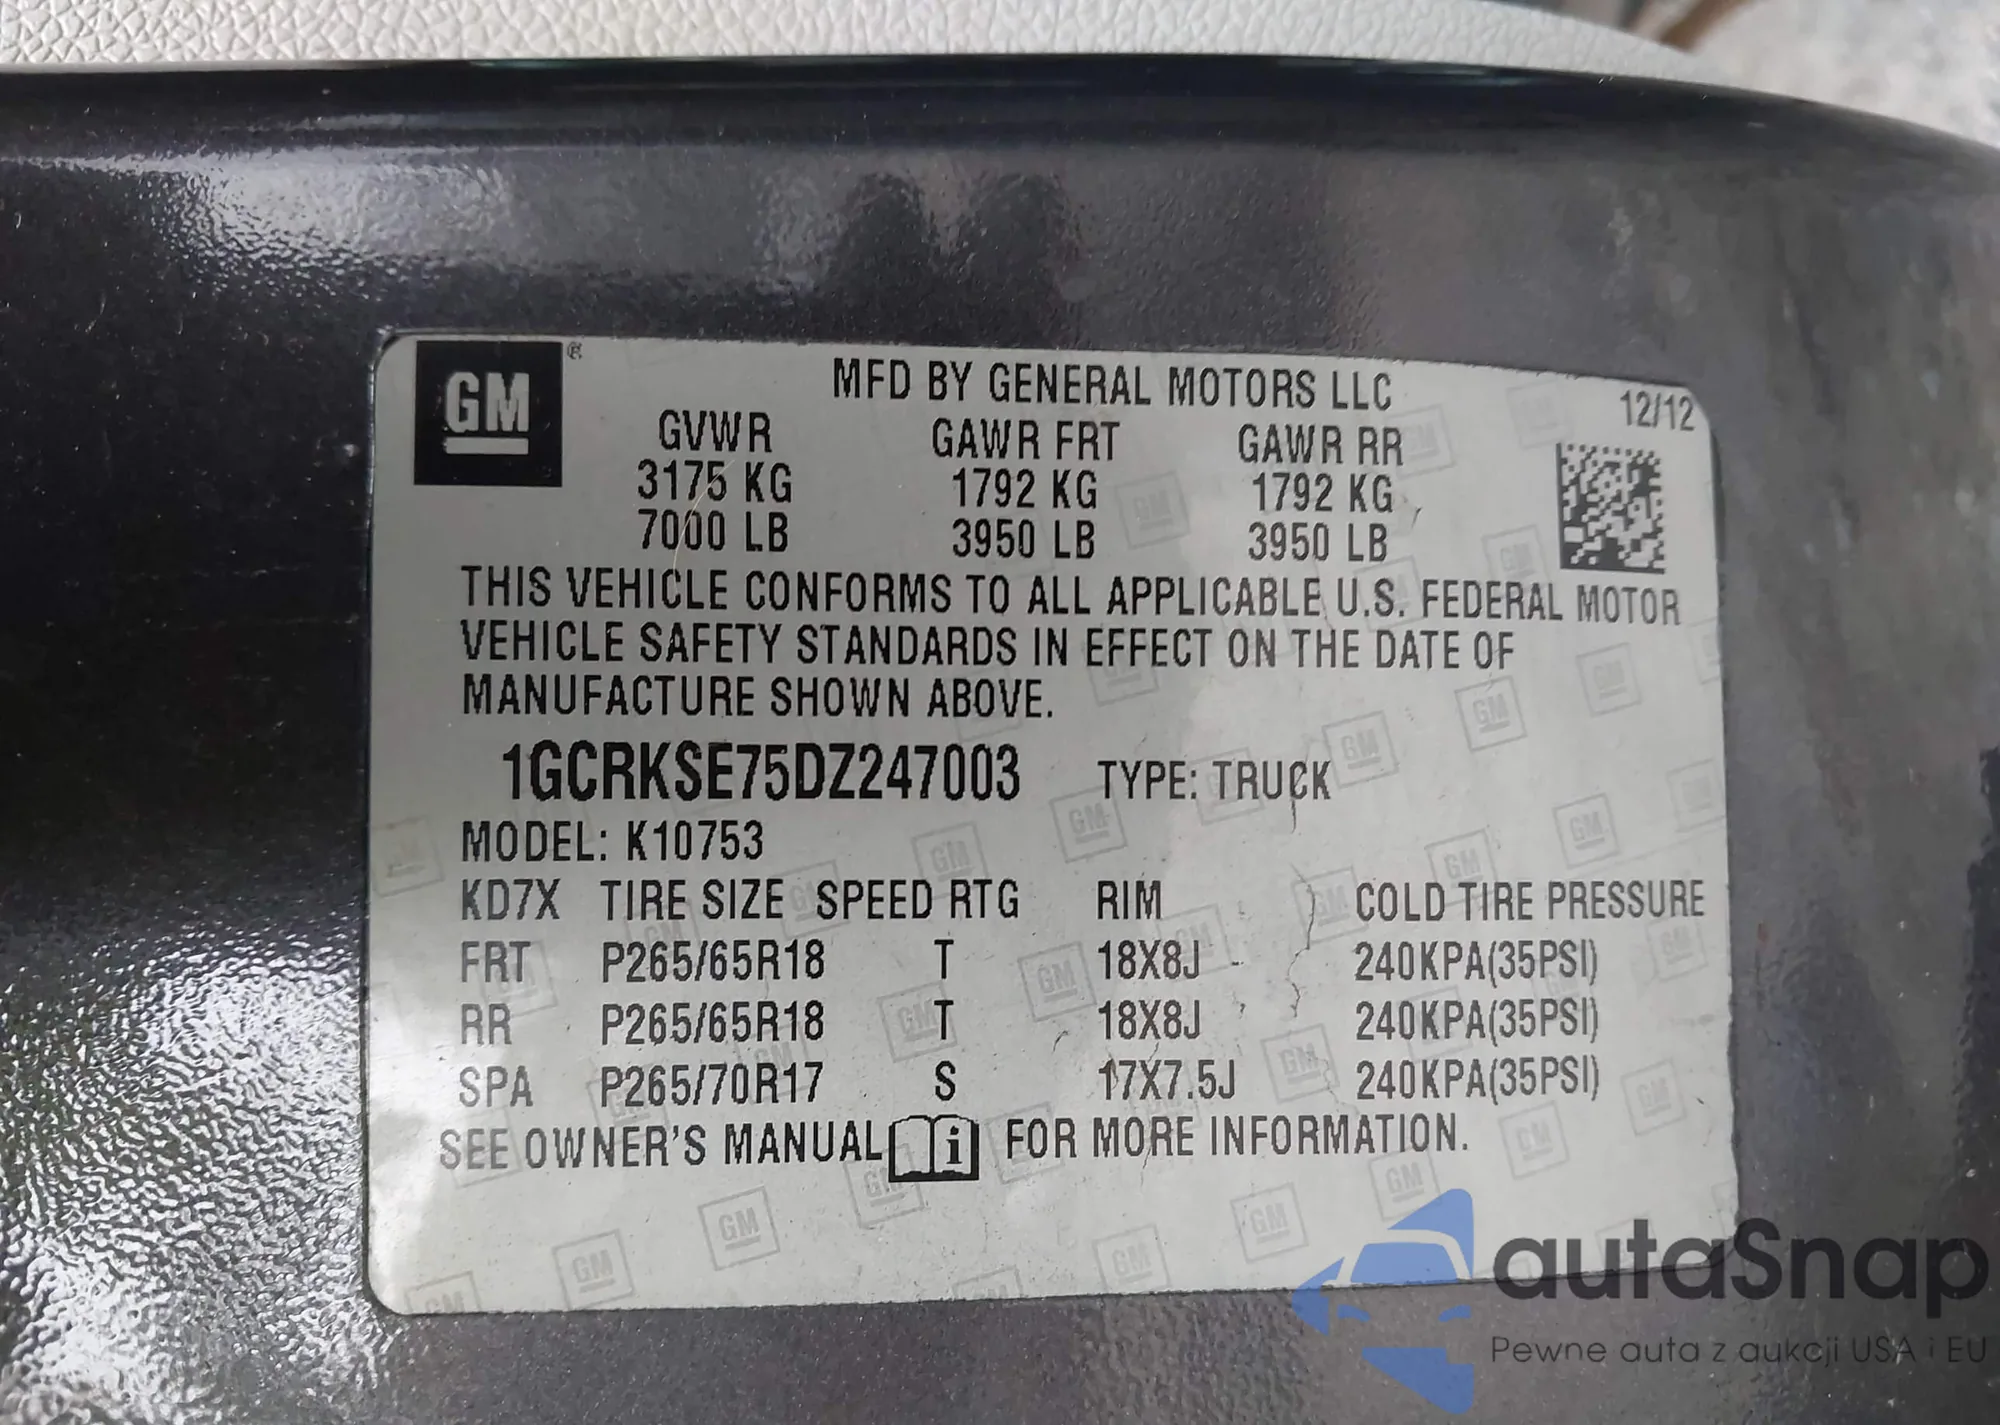 GM®
MFD BY GENERAL MOTORS LLC
12/12
GVWR GAWR FRT GAWR RR
3175 KG 1792 KG 1792 KG
7000 LB 3950 LB 3950 LB
THIS VEHICLE CONFORMS TO ALL APPLICABLE U.S. FEDERAL MOTOR
VEHICLE SAFETY STANDARDS IN EFFECT ON THE DATE OF
MANUFACTURE SHOWN ABOVE.
1GCRKSE75DZ247003 TYPE: TRUCK
MODEL: K10753
KD7X TIRE SIZE SPEED RTG RIM COLD TIRE PRESSURE
FRT P265/65R18 T 18X8J 240KPA(35PSI)
RR P265/65R18 T 18X8J 240KPA(35PSI)
SPA P265/70R17 S 17X7.5J 240KPA(35PSI)
SEE OWNER'S MANUAL i FOR MORE INFORMATION.
autaSnap
Pewne auta z aukcji USA i EU